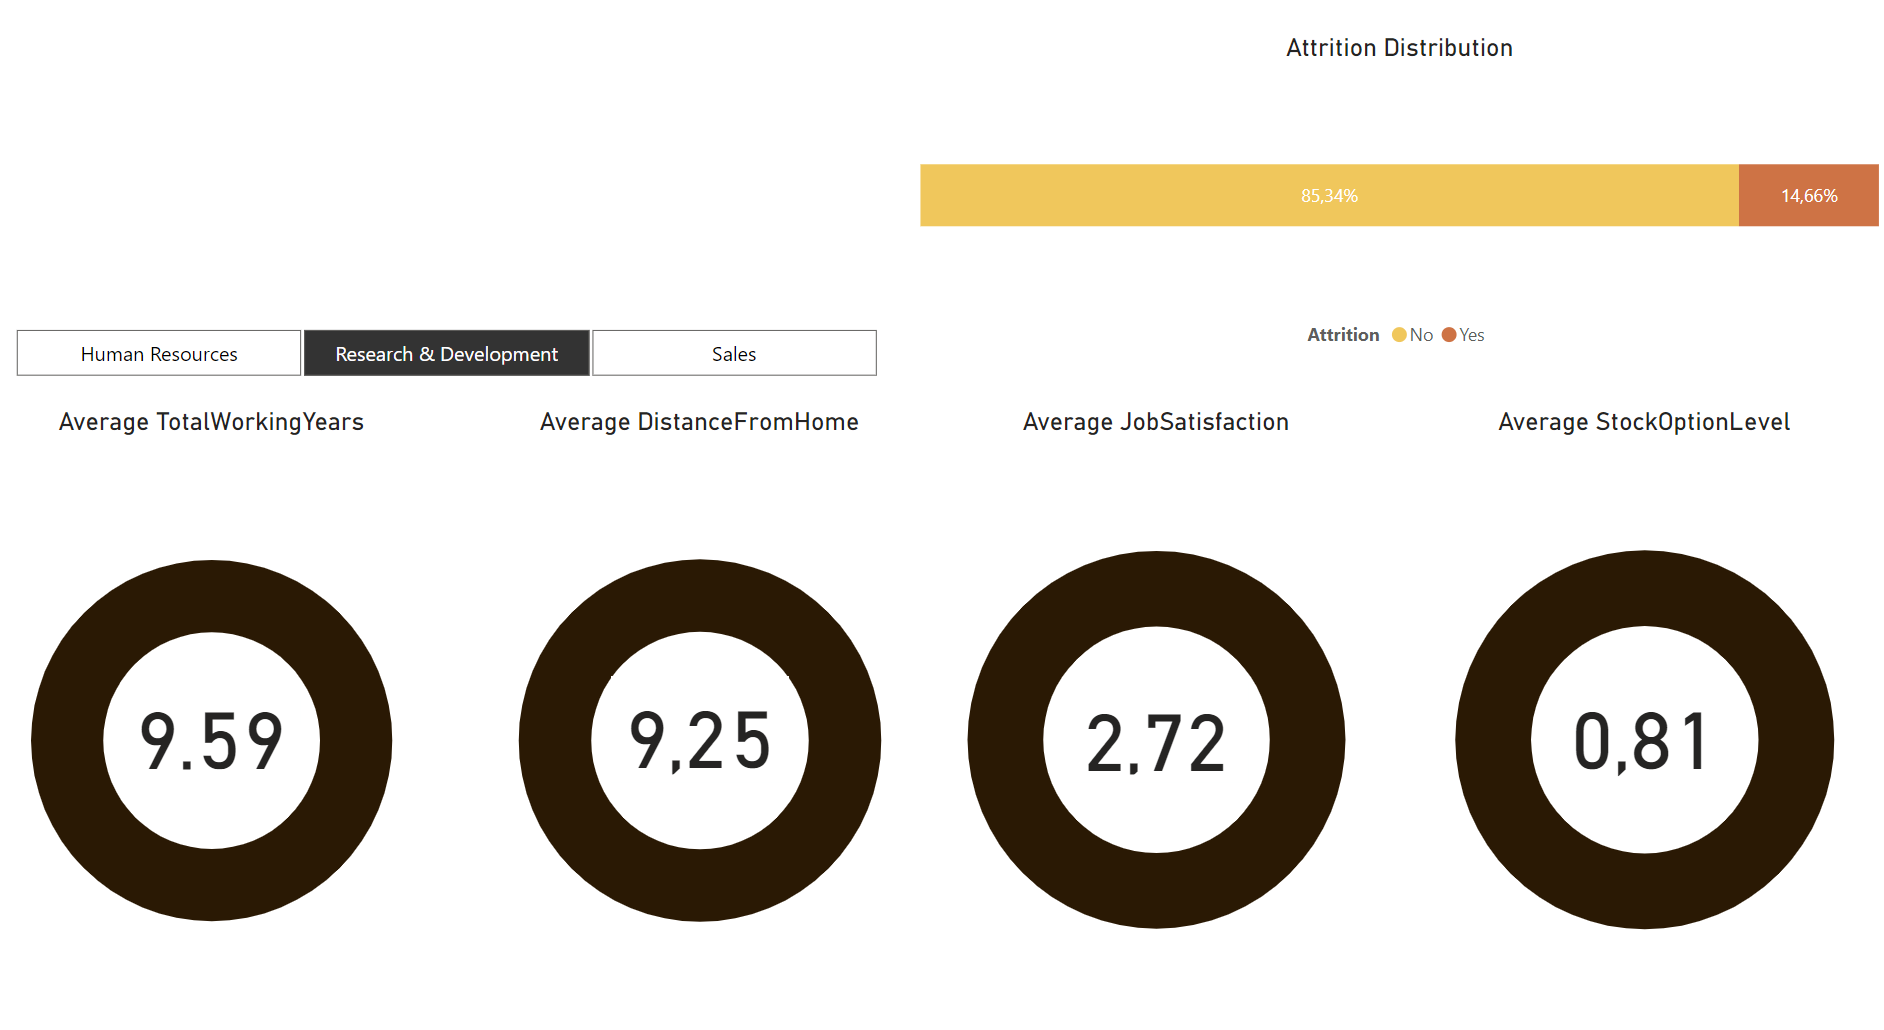 Attrition Distribution
85,34%
14,66%
Attrition No Yes
Human Resources
Research & Development
Sales
Average TotalWorkingYears
Average DistanceFromHome
Average JobSatisfaction
Average StockOptionLevel
9.59
9,25
2,72
0,81